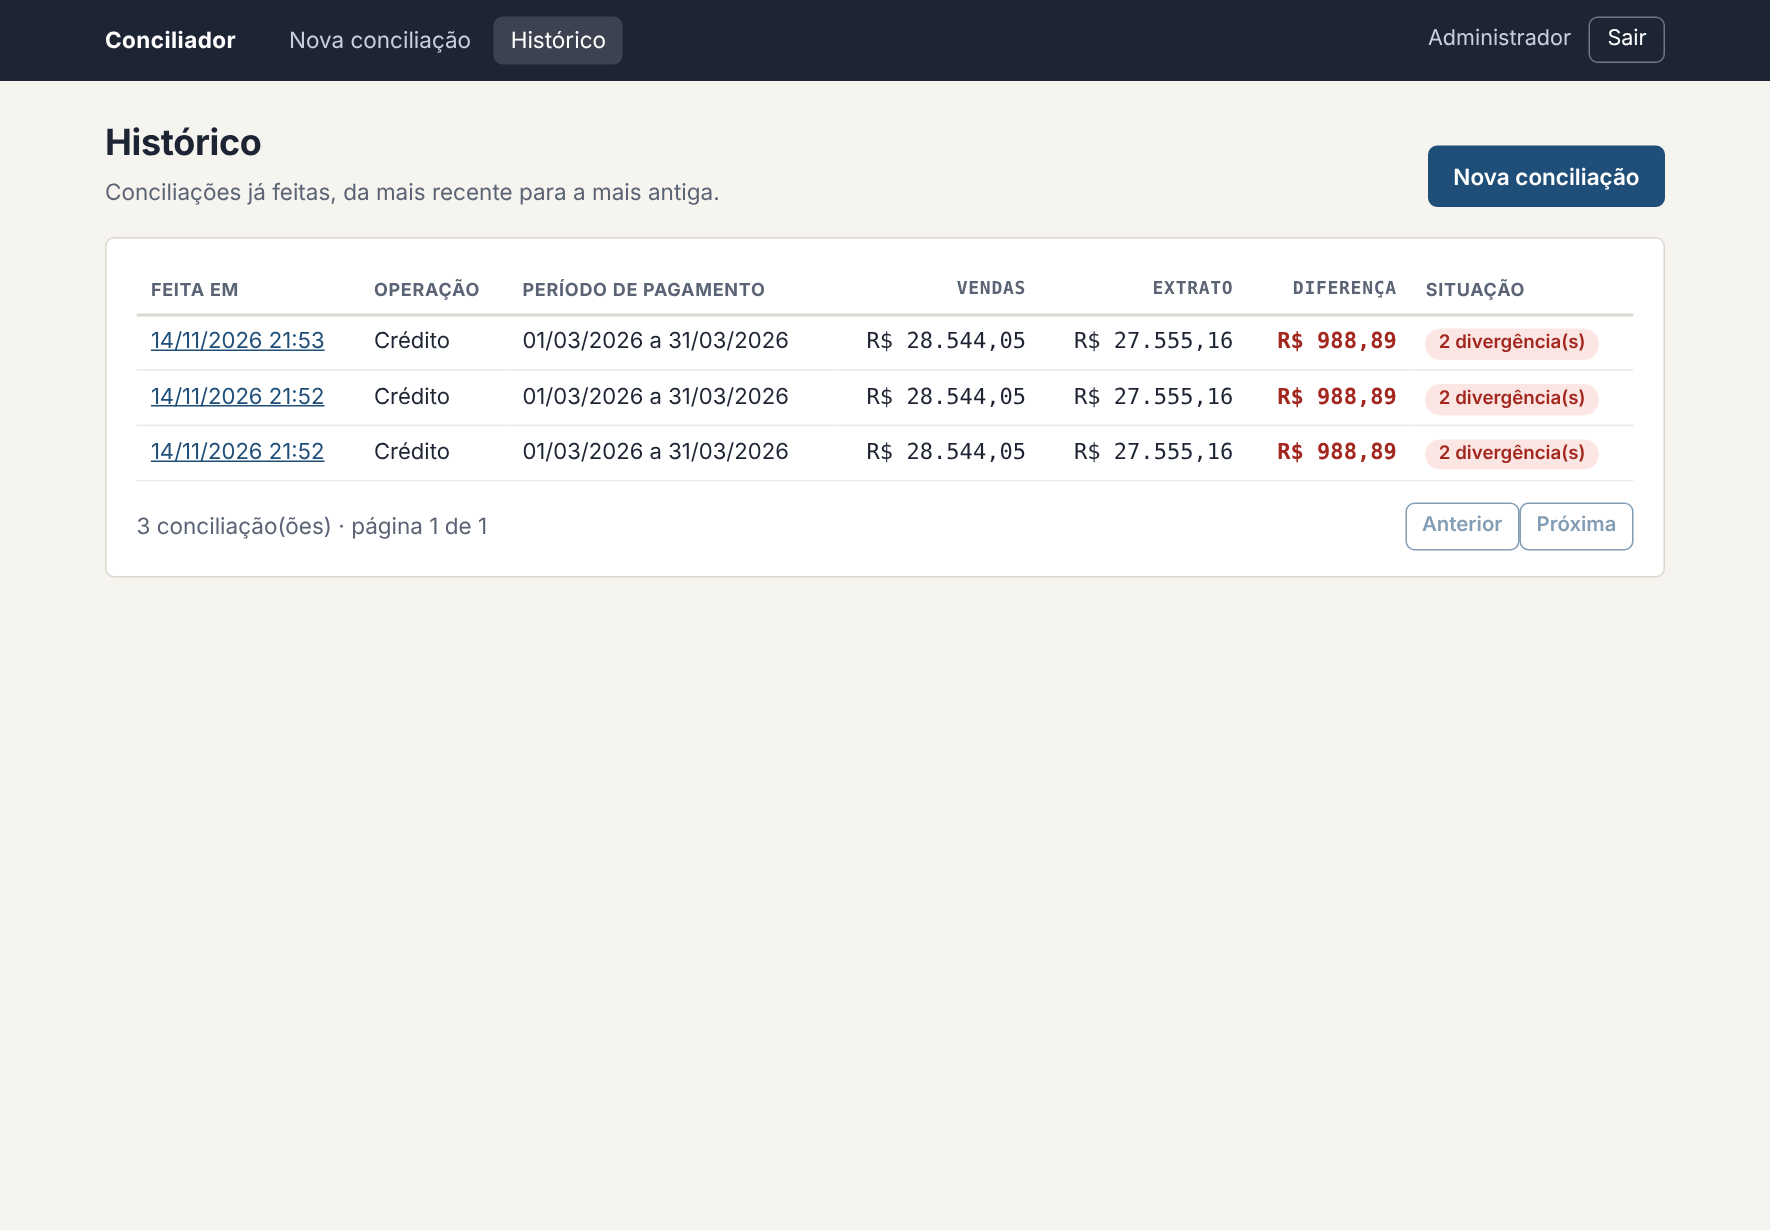 Conciliador Nova conciliação Histórico Administrador Sair
Histórico
Conciliações já feitas, da mais recente para a mais antiga.
Nova conciliação
FEITA EM OPERAÇÃO PERÍODO DE PAGAMENTO VENDAS EXTRATO DIFERENÇA SITUAÇÃO
14/11/2026 21:53 Crédito 01/03/2026 a 31/03/2026 R$ 28.544,05 R$ 27.555,16 R$ 988,89 2 divergência(s)
14/11/2026 21:52 Crédito 01/03/2026 a 31/03/2026 R$ 28.544,05 R$ 27.555,16 R$ 988,89 2 divergência(s)
14/11/2026 21:52 Crédito 01/03/2026 a 31/03/2026 R$ 28.544,05 R$ 27.555,16 R$ 988,89 2 divergência(s)
3 conciliação(ões) · página 1 de 1 Anterior Próxima